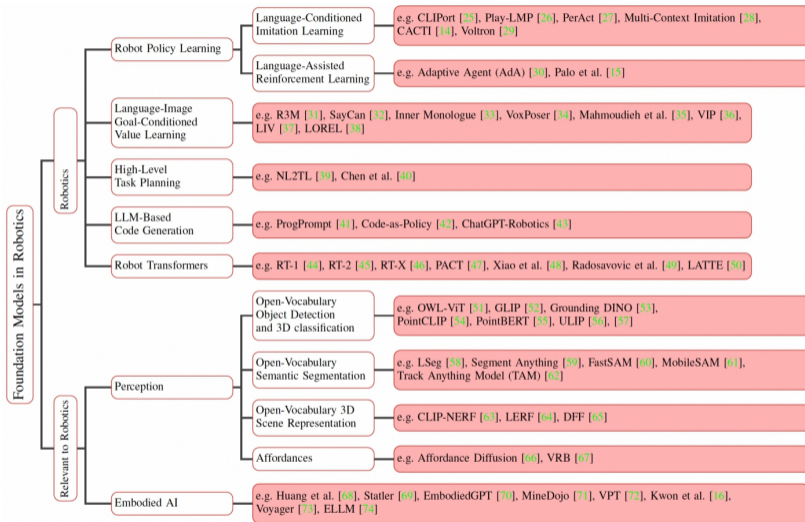 Foundation Models in Robotics
Robotics
Robot Policy Learning
Language-Conditioned
Imitation Learning
e.g. CLIPort [25], Play-LMP [26], PerAct [27], Multi-Context Imitation [28],
CACTI [14], Voltron [29]
Language-Assisted
Reinforcement Learning
e.g. Adaptive Agent (AdA) [30], Palo et al. [15]
Language-Image
Goal-Conditioned
Value Learning
e.g. R3M [31], SayCan [32], Inner Monologue [33], VoxPoser [34], Mahmoudieh et al. [35], VIP [36],
LIV [37], LOREL [38]
High-Level
Task Planning
e.g. NL2TL [39], Chen et al. [40]
LLM-Based
Code Generation
e.g. ProgPrompt [41], Code-as-Policy [42], ChatGPT-Robotics [43]
Robot Transformers
e.g. RT-1 [44], RT-2 [45], RT-X [46], PACT [47], Xiao et al. [48], Radosavovic et al. [49], LATTE [50]
Relevant to Robotics
Perception
Open-Vocabulary
Object Detection
and 3D classification
e.g. OWL-ViT [51], GLIP [52], Grounding DINO [53],
PointCLIP [54], PointBERT [55], ULIP [56], [57]
Open-Vocabulary
Semantic Segmentation
e.g. LSeg [58], Segment Anything [59], FastSAM [60], MobileSAM [61],
Track Anything Model (TAM) [62]
Open-Vocabulary 3D
Scene Representation
e.g. CLIP-NERF [63], LERF [64], DFF [65]
Affordances
e.g. Affordance Diffusion [66], VRB [67]
Embodied AI
e.g. Huang et al. [68], Statler [69], EmbodiedGPT [70], MineDojo [71], VPT [72], Kwon et al. [16],
Voyager [73], ELLM [74]